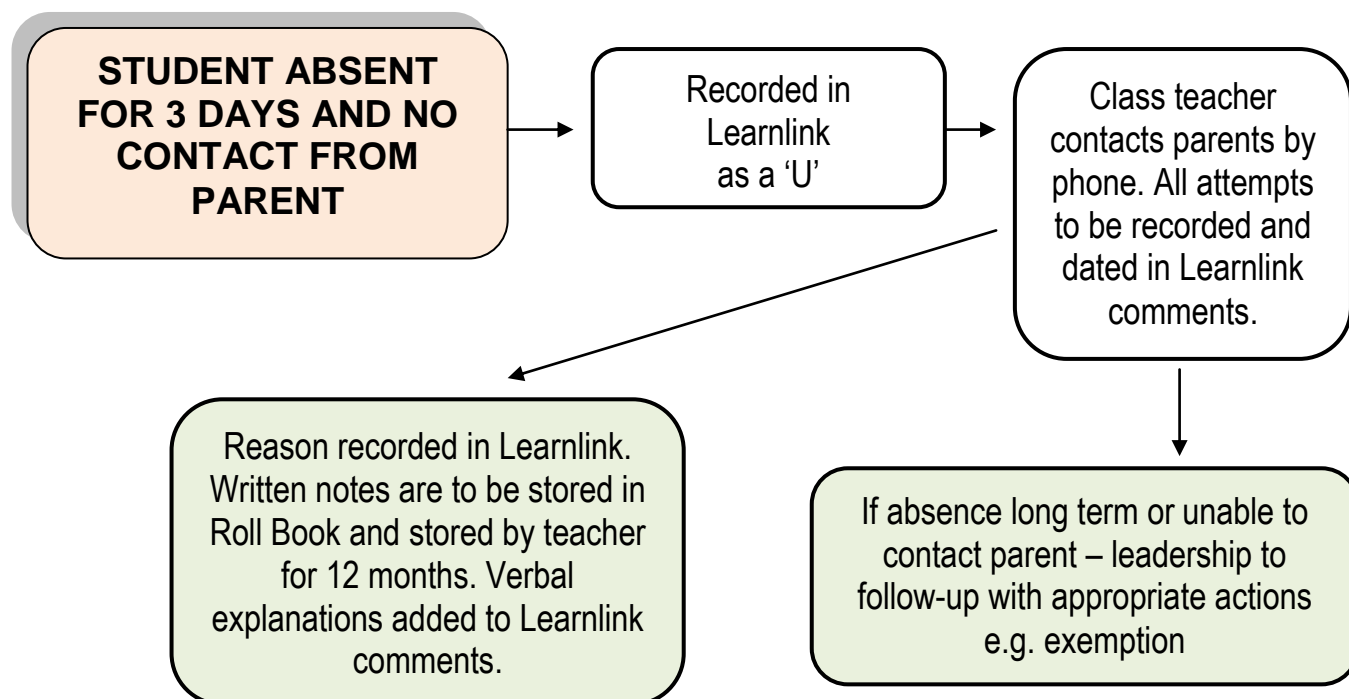 STUDENT ABSENT
FOR 3 DAYS AND NO
CONTACT FROM
PARENT
Recorded in
Learnlink
as a ‘U’
Class teacher
contacts parents by
phone. All attempts
to be recorded and
dated in Learnlink
comments.
Reason recorded in Learnlink.
Written notes are to be stored in
Roll Book and stored by teacher
for 12 months. Verbal
explanations added to Learnlink
comments.
If absence long term or unable to
contact parent – leadership to
follow-up with appropriate actions
e.g. exemption